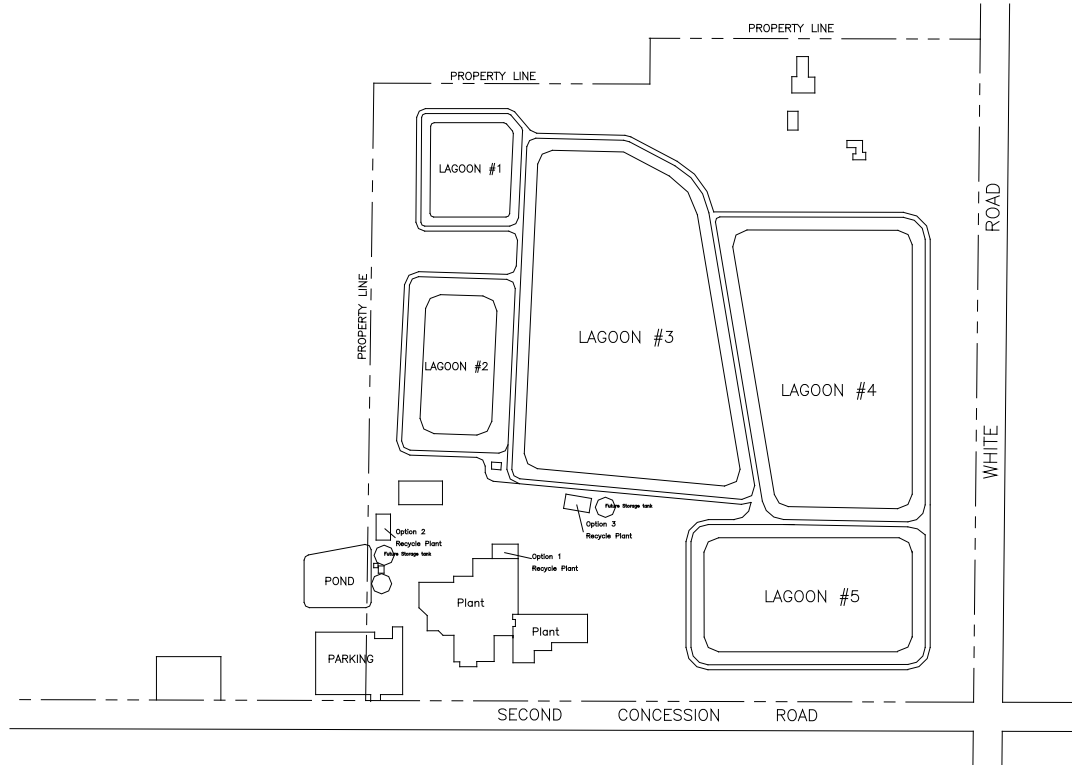 PROPERTY LINE
PROPERTY LINE
LAGOON #1
ROAD
PROPERTY LINE
LAGOON #3
LAGOON #2
LAGOON #4
WHITE
Future Storage tank
Option 3
Recycle Plant
Option 2
Recycle Plant
Future Storage tank
Option 1
Recycle Plant
POND
Plant
LAGOON #5
Plant
PARKING
SECOND CONCESSION ROAD